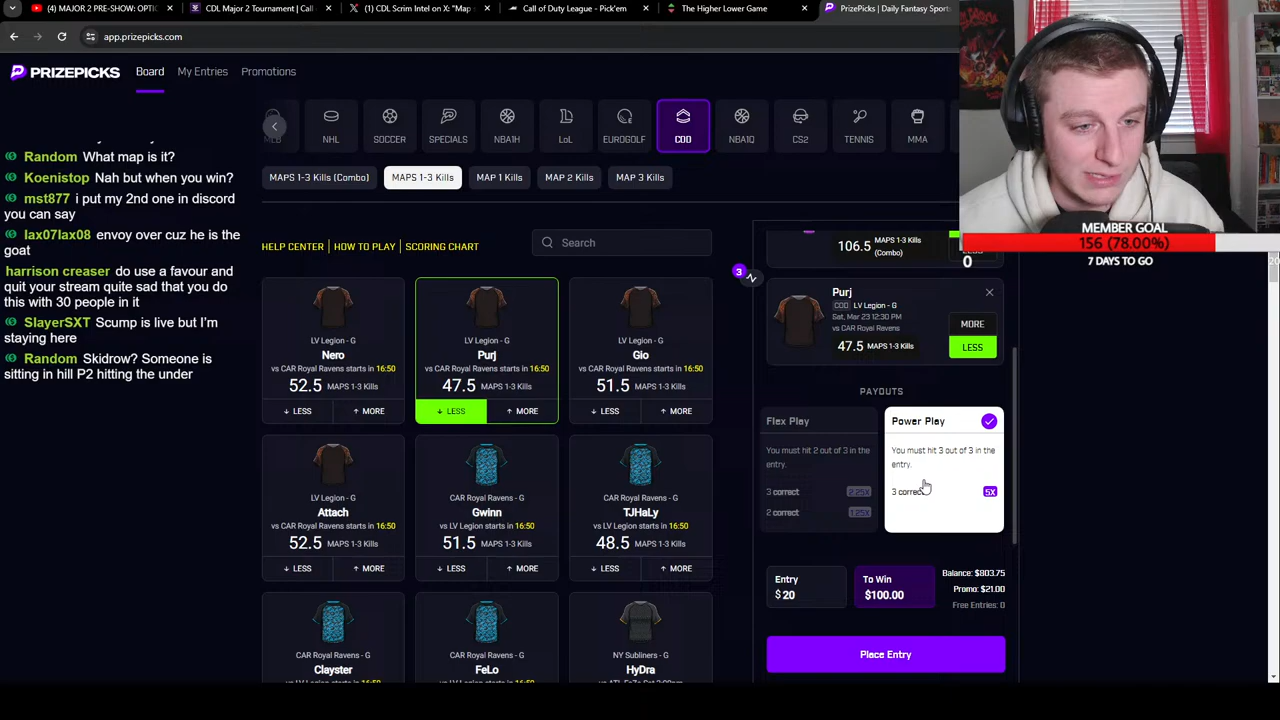 (4) MAJOR 2 PRE-SHOW: OPTIC
CDL Major 2 Tournament | Call
(1) CDL Scrim Intel on X: "Map
Call of Duty League - Pick'em
The Higher Lower Game
PrizePicks | Daily Fantasy Sports
app.prizepicks.com
PRIZEPICKS
Board
My Entries
Promotions
NHL
SOCCER
SPECIALS
NBA1H
LoL
EUROGOLF
COD
NBA1Q
CS2
TENNIS
MMA
MAPS 1-3 Kills (Combo)
MAPS 1-3 Kills
MAP 1 Kills
MAP 2 Kills
MAP 3 Kills
Random What map is it?
Koenistop Nah but when you win?
mst877 i put my 2nd one in discord
you can say
lax07lax08 envoy over cuz he is the
goat
harrison creaser do use a favour and
quit your stream quite sad that you do
this with 30 people in it
SlayerSXT Scump is live but I'm
staying here
Random Skidrow? Someone is
sitting in hill P2 hitting the under
HELP CENTER
HOW TO PLAY
SCORING CHART
Search
LV Legion - G
Nero
vs CAR Royal Ravens starts in 16:50
52.5 MAPS 1-3 Kills
LESS
MORE
LV Legion - G
Purj
vs CAR Royal Ravens starts in 16:50
47.5 MAPS 1-3 Kills
LESS
MORE
LV Legion - G
Gio
vs CAR Royal Ravens starts in 16:50
51.5 MAPS 1-3 Kills
LESS
MORE
LV Legion - G
Attach
vs CAR Royal Ravens starts in 16:50
52.5 MAPS 1-3 Kills
LESS
MORE
CAR Royal Ravens - G
Gwinn
vs LV Legion starts in 16:50
51.5 MAPS 1-3 Kills
LESS
MORE
CAR Royal Ravens - G
TJHaLy
vs LV Legion starts in 16:50
48.5 MAPS 1-3 Kills
LESS
MORE
CAR Royal Ravens - G
Clayster
CAR Royal Ravens - G
FeLo
NY Subliners - G
HyDra
3
106.5 MAPS 1-3 Kills
(Combo)
Purj
COD LV Legion - G
Sat, Mar 23 12:30 PM
vs CAR Royal Ravens
47.5 MAPS 1-3 Kills
MORE
LESS
PAYOUTS
Flex Play
You must hit 2 out of 3 in the
entry.
3 correct 2.25X
2 correct 1.25X
Power Play
You must hit 3 out of 3 in the
entry.
3 correct 5X
Entry
$ 20
To Win
$100.00
Balance: $803.75
Promo: $21.00
Free Entries: 0
Place Entry
MEMBER GOAL
156 (78.00%)
0
7 DAYS TO GO